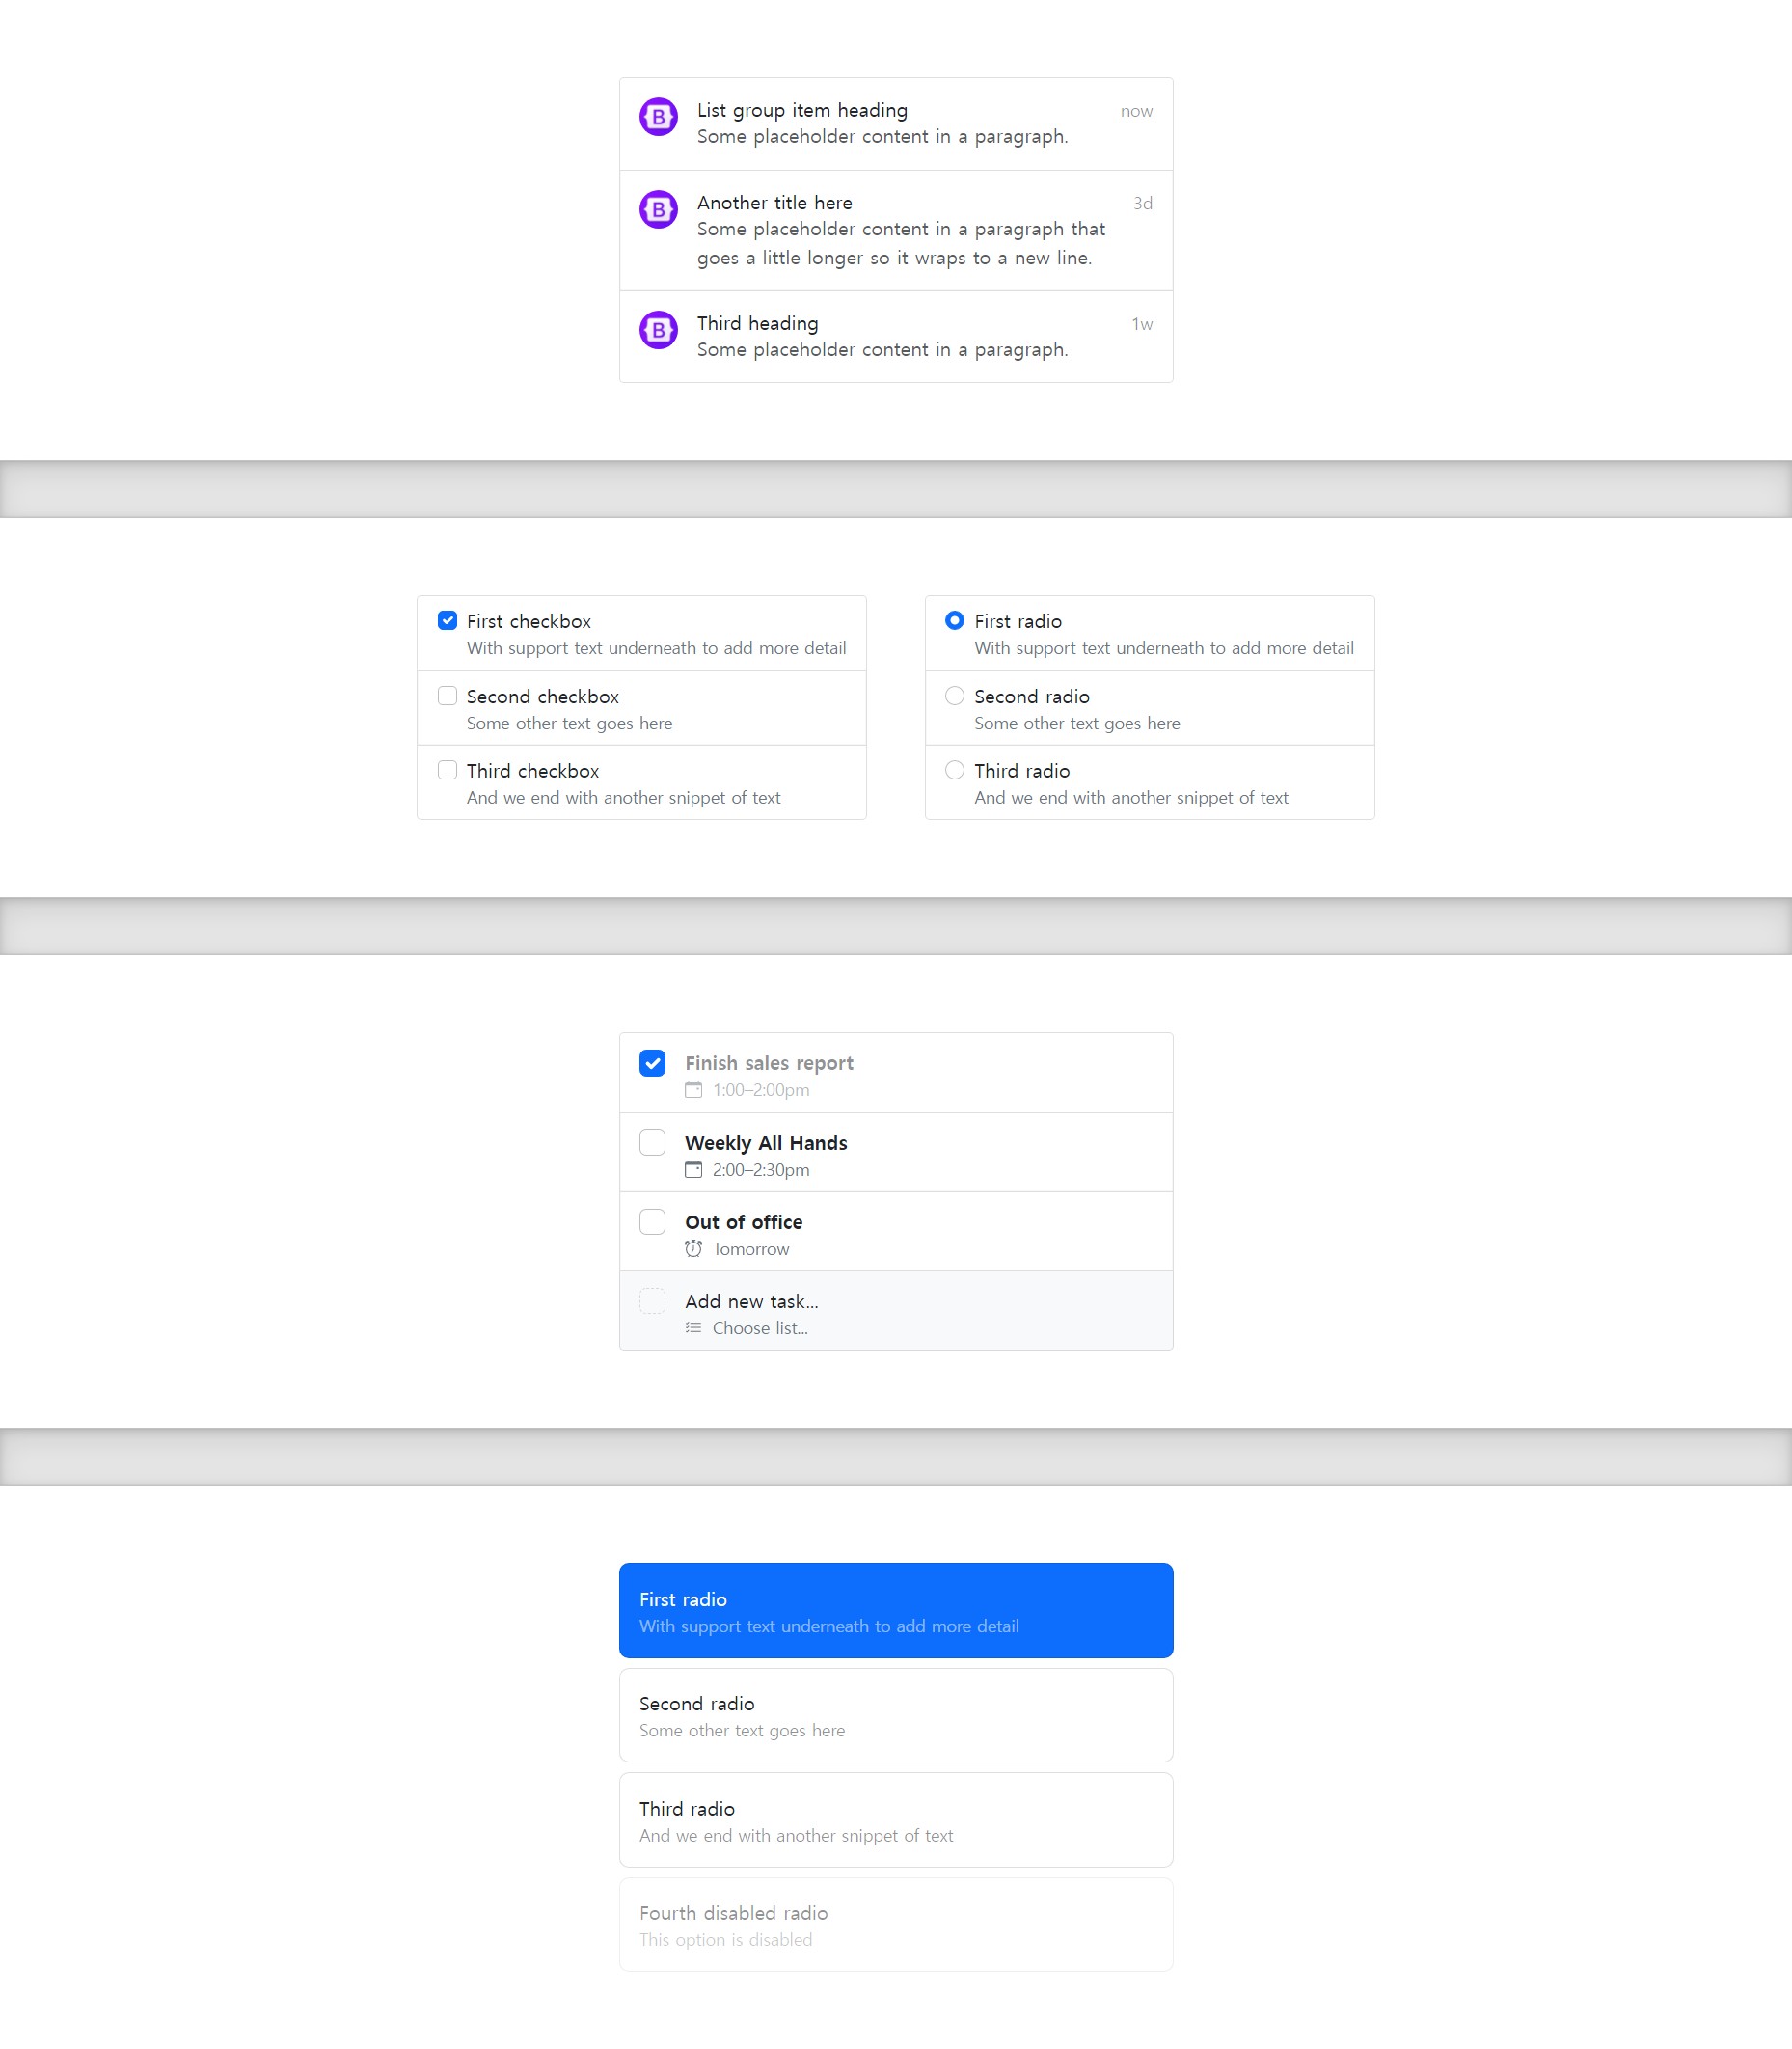 B
List group item heading
now
Some placeholder content in a paragraph.
B
Another title here
3d
Some placeholder content in a paragraph that
goes a little longer so it wraps to a new line.
B
Third heading
1w
Some placeholder content in a paragraph.
First checkbox
With support text underneath to add more detail
Second checkbox
Some other text goes here
Third checkbox
And we end with another snippet of text
First radio
With support text underneath to add more detail
Second radio
Some other text goes here
Third radio
And we end with another snippet of text
Finish sales report
1:00–2:00pm
Weekly All Hands
2:00–2:30pm
Out of office
Tomorrow
Add new task...
Choose list...
First radio
With support text underneath to add more detail
Second radio
Some other text goes here
Third radio
And we end with another snippet of text
Fourth disabled radio
This option is disabled